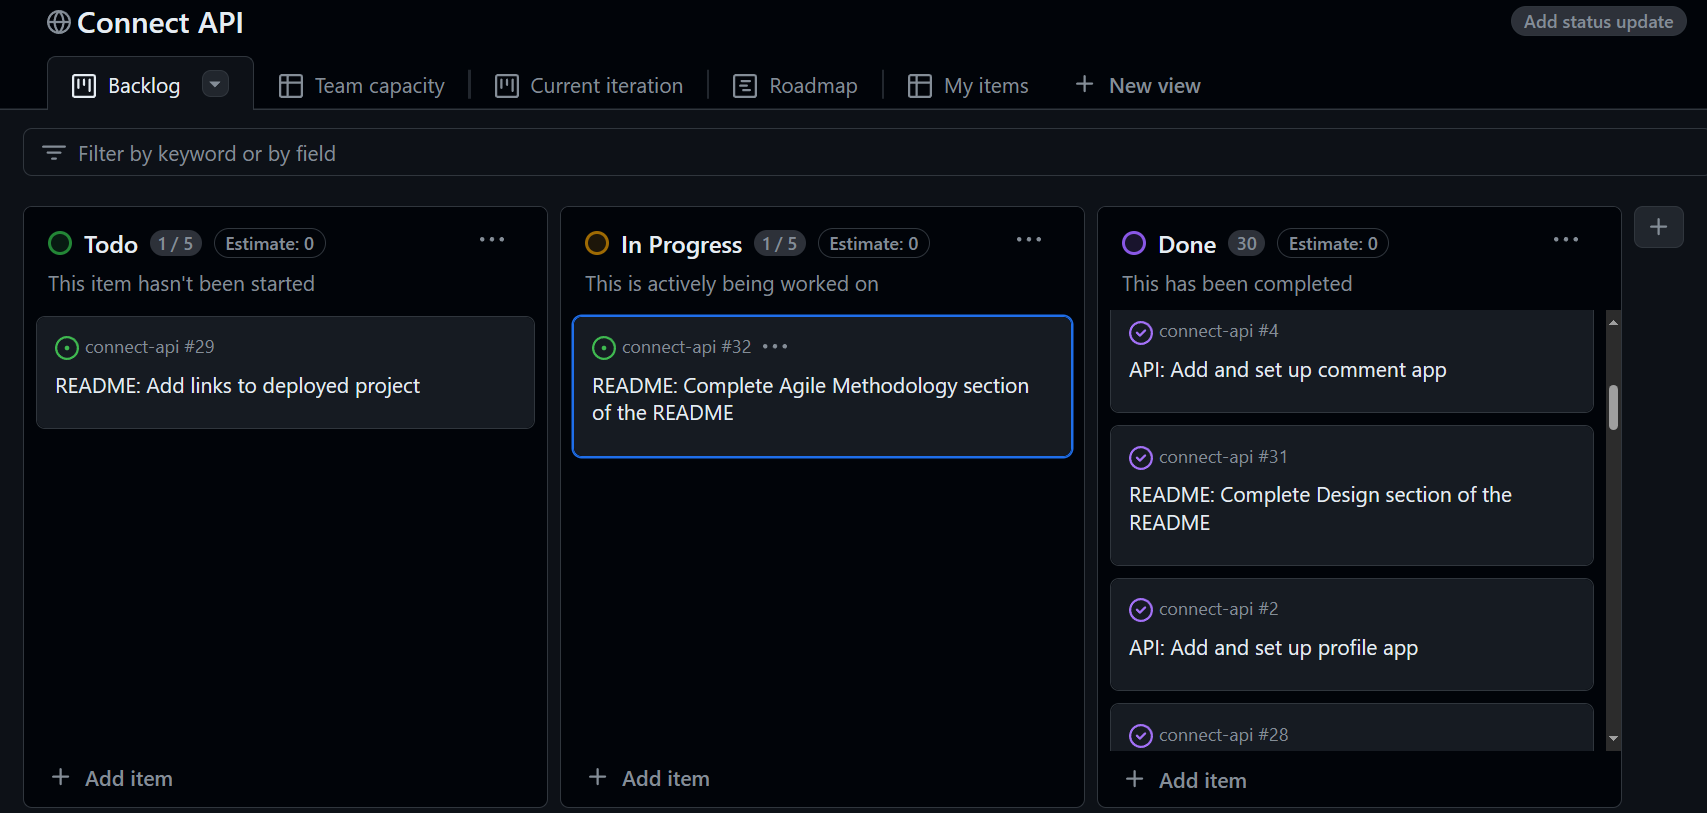 Connect API
Add status update
Backlog
Team capacity
Current iteration
Roadmap
My items
New view
Filter by keyword or by field
Todo 1 / 5 Estimate: 0
This item hasn't been started
connect-api #29
README: Add links to deployed project
Add item
In Progress 1 / 5 Estimate: 0
This is actively being worked on
connect-api #32
README: Complete Agile Methodology section
of the README
Add item
Done 30 Estimate: 0
This has been completed
connect-api #4
API: Add and set up comment app
connect-api #31
README: Complete Design section of the
README
connect-api #2
API: Add and set up profile app
connect-api #28
Add item